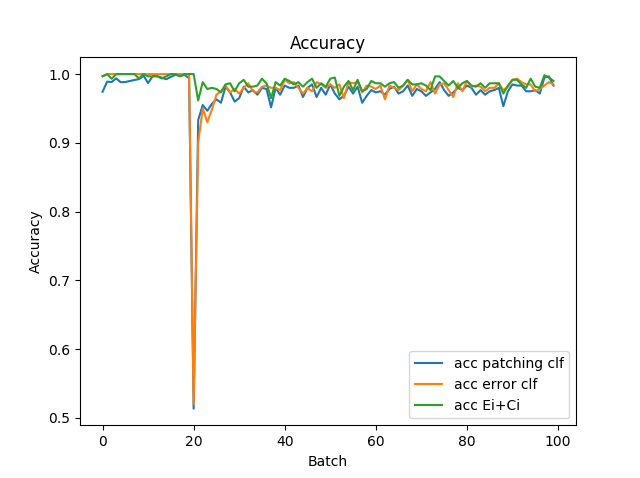 Accuracy
1.0
0.9
0.8
0.7
0.6
0.5
Accuracy
acc patching clf
acc error clf
acc Ei+Ci
0 20 40 60 80 100
Batch